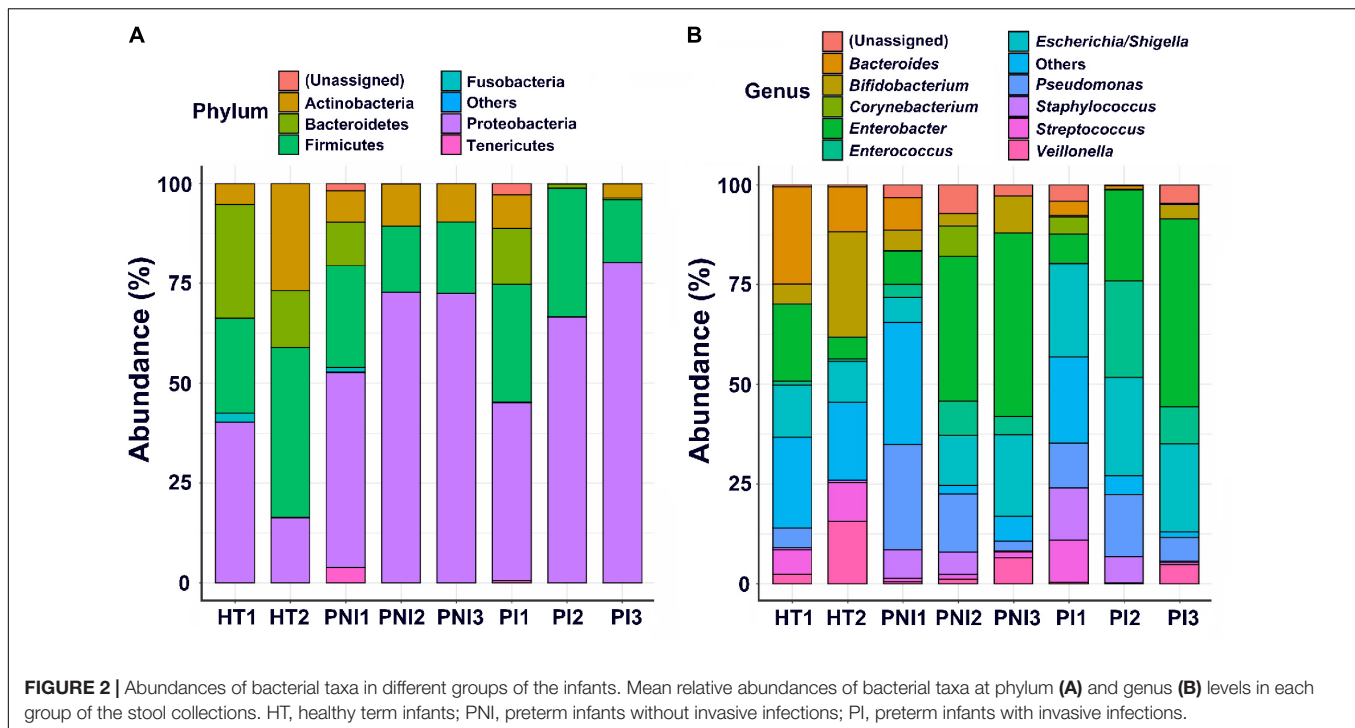 A
Phylum
(Unassigned)
Actinobacteria
Bacteroidetes
Firmicutes
Fusobacteria
Others
Proteobacteria
Tenericutes
Abundance (%)
100
75
50
25
0
HT1 HT2 PNI1 PNI2 PNI3 PI1 PI2 PI3
B
Genus
(Unassigned)
Bacteroides
Bifidobacterium
Corynebacterium
Enterobacter
Enterococcus
Escherichia/Shigella
Others
Pseudomonas
Staphylococcus
Streptococcus
Veillonella
Abundance (%)
100
75
50
25
0
HT1 HT2 PNI1 PNI2 PNI3 PI1 PI2 PI3
FIGURE 2 | Abundances of bacterial taxa in different groups of the infants. Mean relative abundances of bacterial taxa at phylum (A) and genus (B) levels in each
group of the stool collections. HT, healthy term infants; PNI, preterm infants without invasive infections; PI, preterm infants with invasive infections.